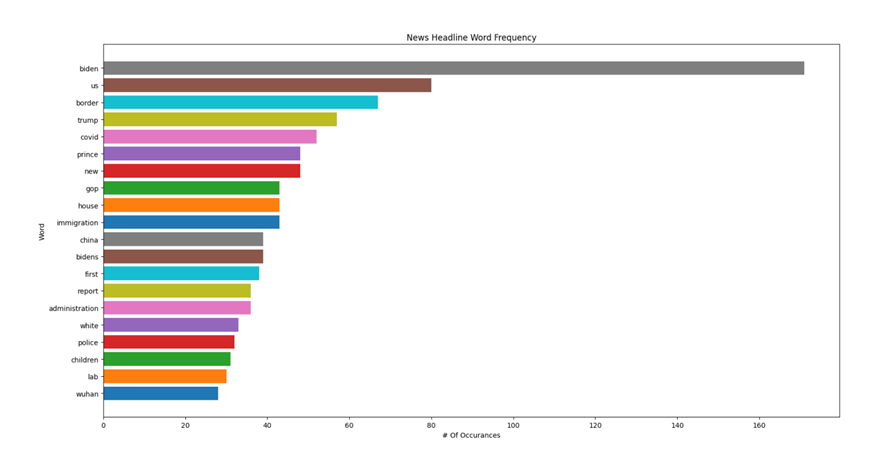 News Headline Word Frequency
biden
us
border
trump
covid
prince
new
gop
house
immigration
china
bidens
first
report
administration
white
police
children
lab
wuhan
Word
0 20 40 60 80 100 120 140 160
# Of Occurances